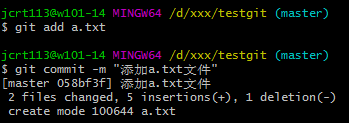 jcrt113@w101-14 MINGW64 /d/xxx/testgit (master)
$ git add a.txt
jcrt113@w101-14 MINGW64 /d/xxx/testgit (master)
$ git commit -m "添加a.txt文件"
[master 058bf3f] 添加a.txt文件
2 files changed, 5 insertions(+), 1 deletion(-)
create mode 100644 a.txt